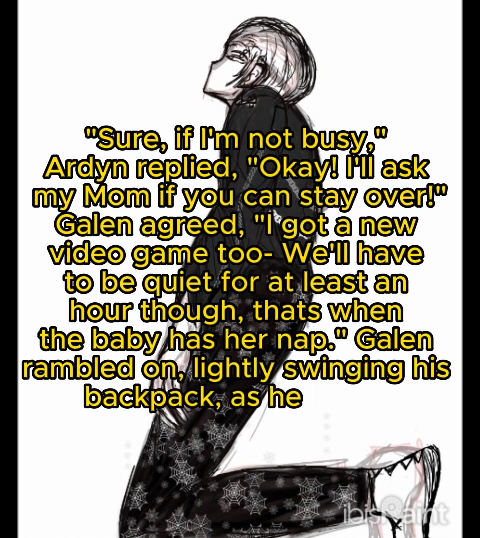 "Sure, if I'm not busy,"
Ardyn replied, "Okay! I'll ask
my Mom if you can stay over!"
Galen agreed, "I got a new
video game too- We'll have
to be quiet for at least an
hour though, thats when
the baby has her nap." Galen
rambled on, lightly swinging his
backpack, as he
ibisPaint